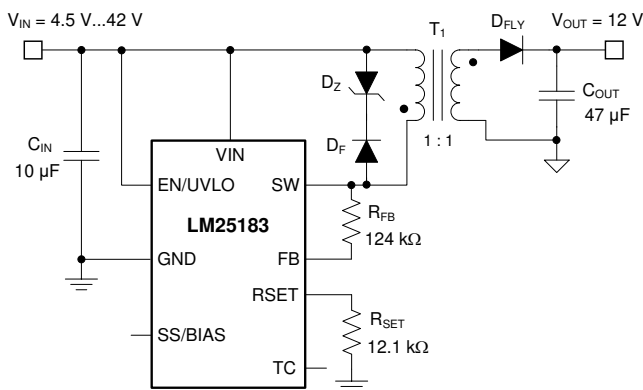 V_IN = 4.5 V...42 V
T_1
D_FLY
V_OUT = 12 V
D_Z
C_OUT
47 µF
1 : 1
D_F
C_IN
10 µF
VIN
EN/UVLO
SW
LM25183
R_FB
124 kΩ
GND
FB
RSET
R_SET
12.1 kΩ
SS/BIAS
TC